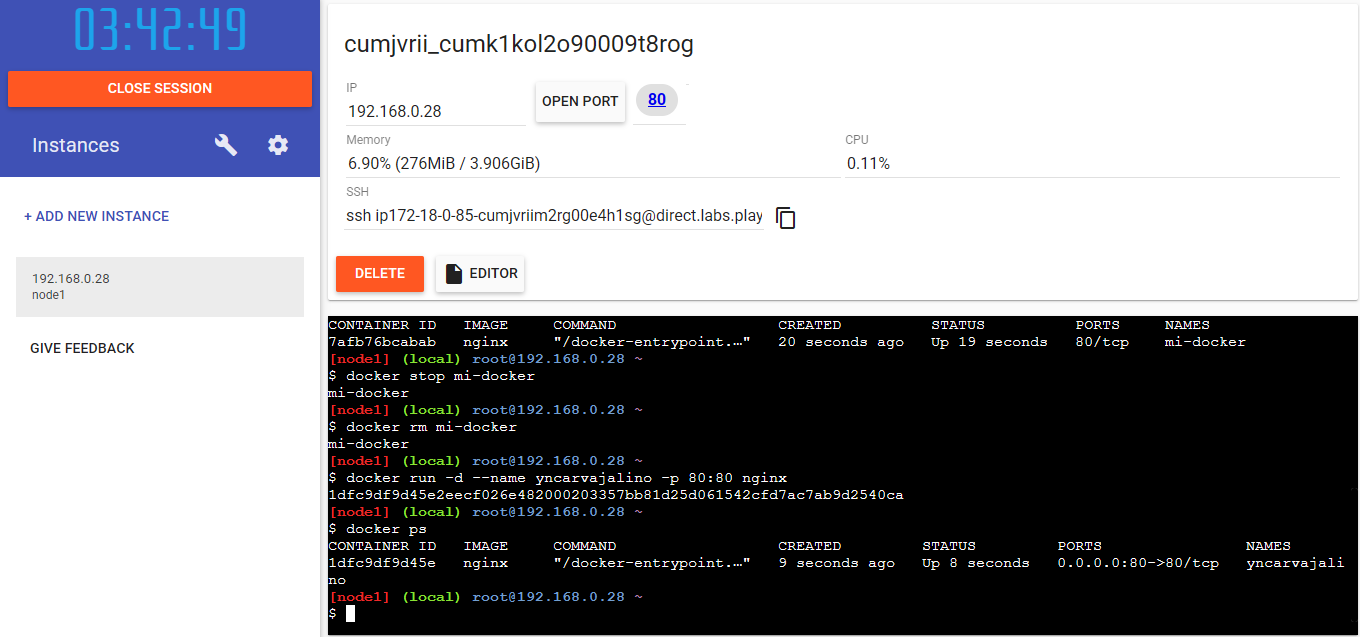 03:42:49
CLOSE SESSION
Instances
+ ADD NEW INSTANCE
192.168.0.28
node1
GIVE FEEDBACK
cumjvrii_cumk1kol2o90009t8rog
IP
192.168.0.28
OPEN PORT
80
Memory
6.90% (276MiB / 3.906GiB)
CPU
0.11%
SSH
ssh ip172-18-0-85-cumjvriim2rg00e4h1sg@direct.labs.play
DELETE
EDITOR
CONTAINER ID   IMAGE     COMMAND                  CREATED          STATUS          PORTS     NAMES
7afb76bcabab   nginx     "/docker-entrypoint.…"   20 seconds ago   Up 19 seconds   80/tcp    mi-docker
[node1] (local) root@192.168.0.28 ~
$ docker stop mi-docker
mi-docker
[node1] (local) root@192.168.0.28 ~
$ docker rm mi-docker
mi-docker
[node1] (local) root@192.168.0.28 ~
$ docker run -d --name yncarvajalino -p 80:80 nginx
1dfc9df9d45e2eecf026e482000203357bb81d25d061542cfd7ac7ab9d2540ca
[node1] (local) root@192.168.0.28 ~
$ docker ps
CONTAINER ID   IMAGE     COMMAND                  CREATED         STATUS         PORTS                NAMES
1dfc9df9d45e   nginx     "/docker-entrypoint.…"   9 seconds ago   Up 8 seconds   0.0.0.0:80->80/tcp   yncarvajali
no
[node1] (local) root@192.168.0.28 ~
$